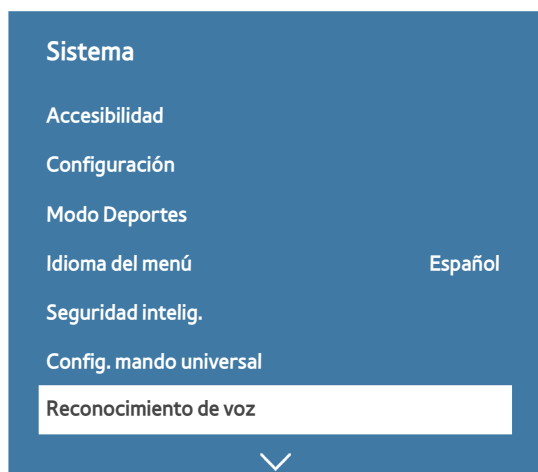 Sistema
Accesibilidad
Configuración
Modo Deportes
Idioma del menú Español
Seguridad intelig.
Config. mando universal
Reconocimiento de voz